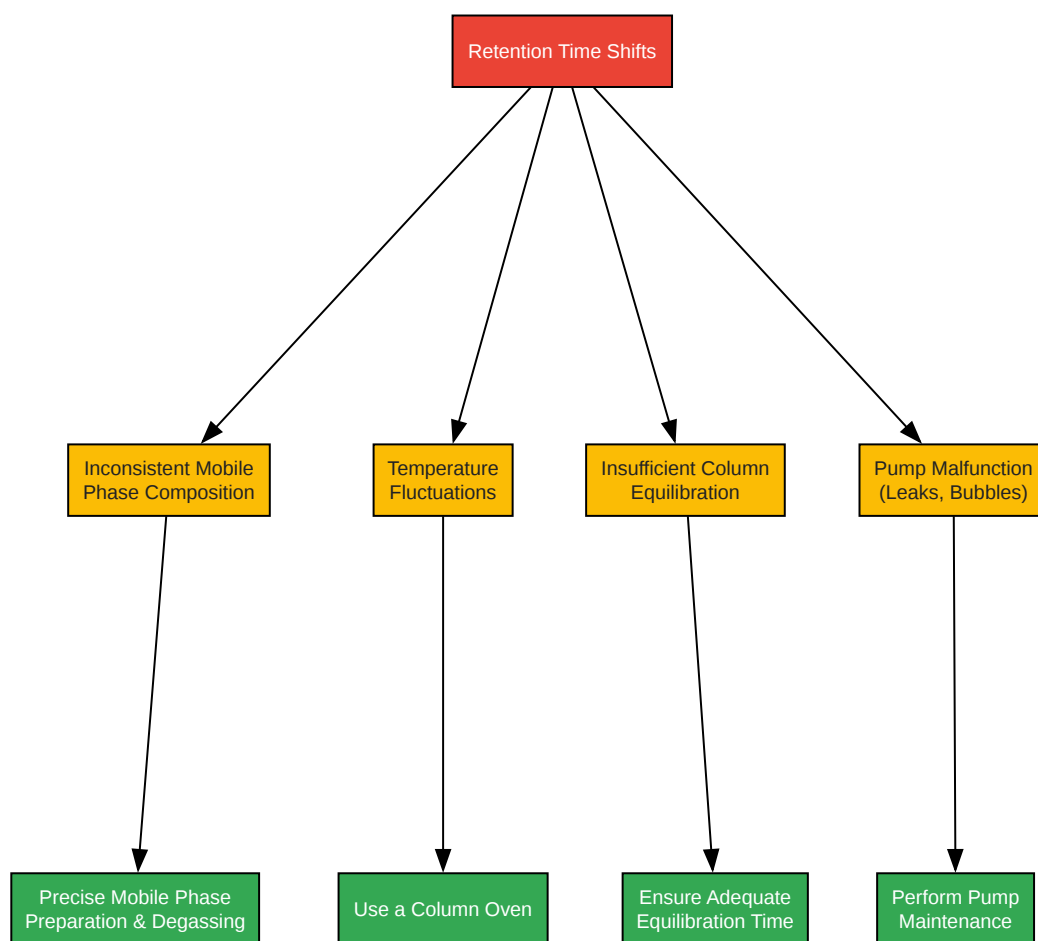 Retention Time Shifts
Inconsistent Mobile
Phase Composition
Temperature
Fluctuations
Insufficient Column
Equilibration
Pump Malfunction
(Leaks, Bubbles)
Precise Mobile Phase
Preparation & Degassing
Use a Column Oven
Ensure Adequate
Equilibration Time
Perform Pump
Maintenance